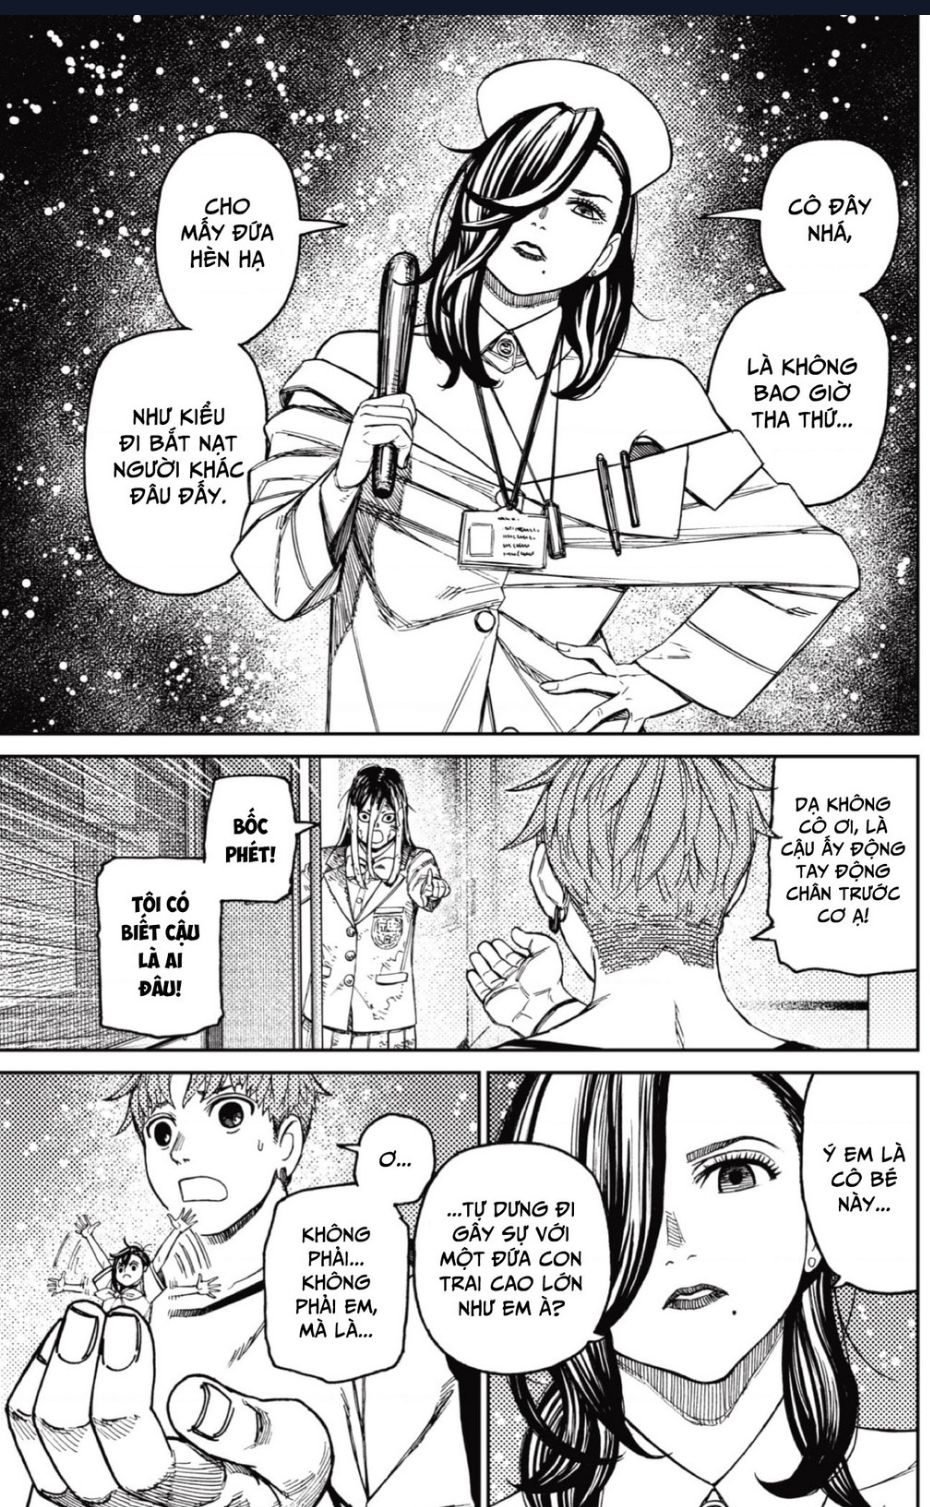 CÔ ĐÂY
NHÁ,
LÀ KHÔNG
BAO GIỜ
THA THỨ...
CHO
MẤY ĐỨA
HÈN HẠ
NHƯ KIỂU
ĐI BẮT NẠT
NGƯỜI KHÁC
ĐÂU ĐẤY.
DẠ KHÔNG
CÔ ƠI, LÀ
CẬU ẤY ĐỘNG
TAY ĐỘNG
CHÂN TRƯỚC
CƠ Ạ!
BỐC
PHÉT!
TÔI CÓ
BIẾT CẬU
LÀ AI
ĐÂU!
Ý EM LÀ
CÔ BÉ
NÀY...
...TỰ DƯNG ĐI
GÂY SỰ VỚI
MỘT ĐỨA CON
TRAI CAO LỚN
NHƯ EM À?
Ơ...
KHÔNG
PHẢI...
KHÔNG
PHẢI EM,
MÀ LÀ...